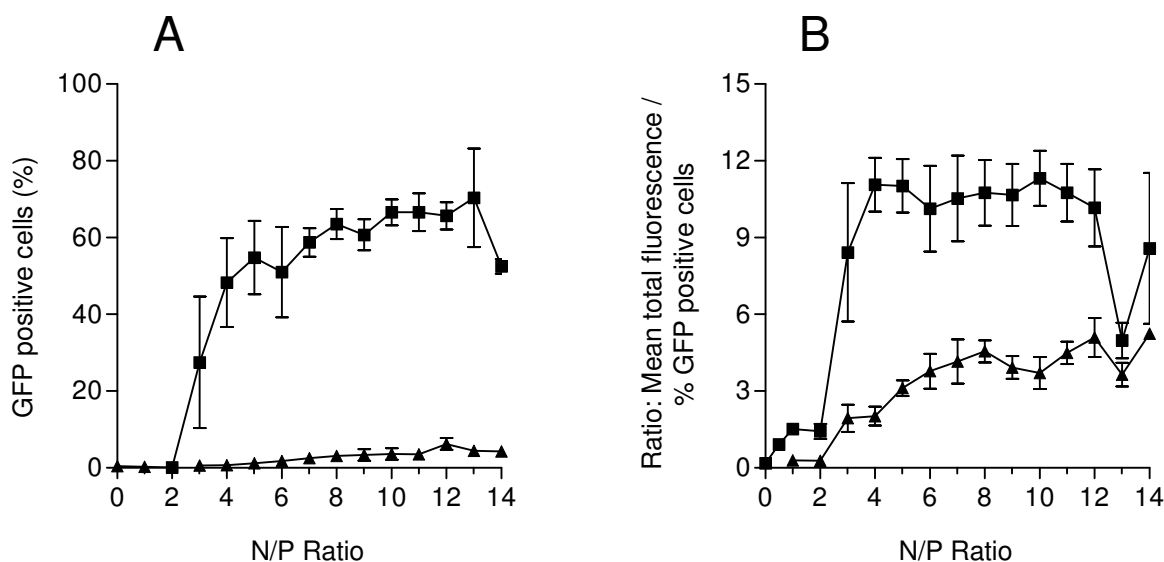 A
B
GFP positive cells (%)
100
80
60
40
20
0
0 2 4 6 8 10 12 14
N/P Ratio
Ratio: Mean total fluorescence /
% GFP positive cells
15
12
9
6
3
0
0 2 4 6 8 10 12 14
N/P Ratio